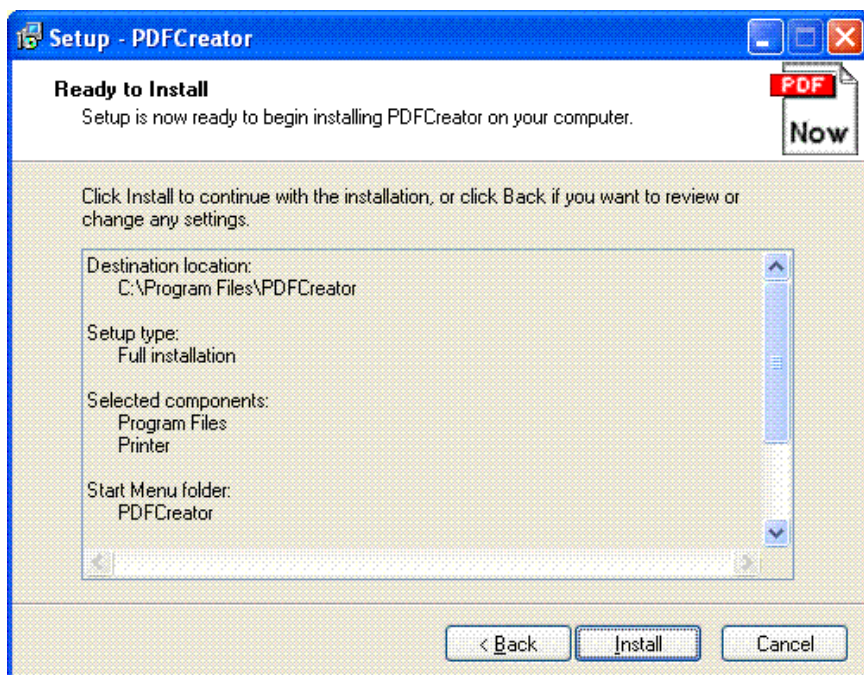 Setup - PDFCreator
Ready to Install
Setup is now ready to begin installing PDFCreator on your computer.
PDF
Now
Click Install to continue with the installation, or click Back if you want to review or
change any settings.
Destination location:
C:\Program Files\PDFCreator
Setup type:
Full installation
Selected components:
Program Files
Printer
Start Menu folder:
PDFCreator
< Back
Install
Cancel